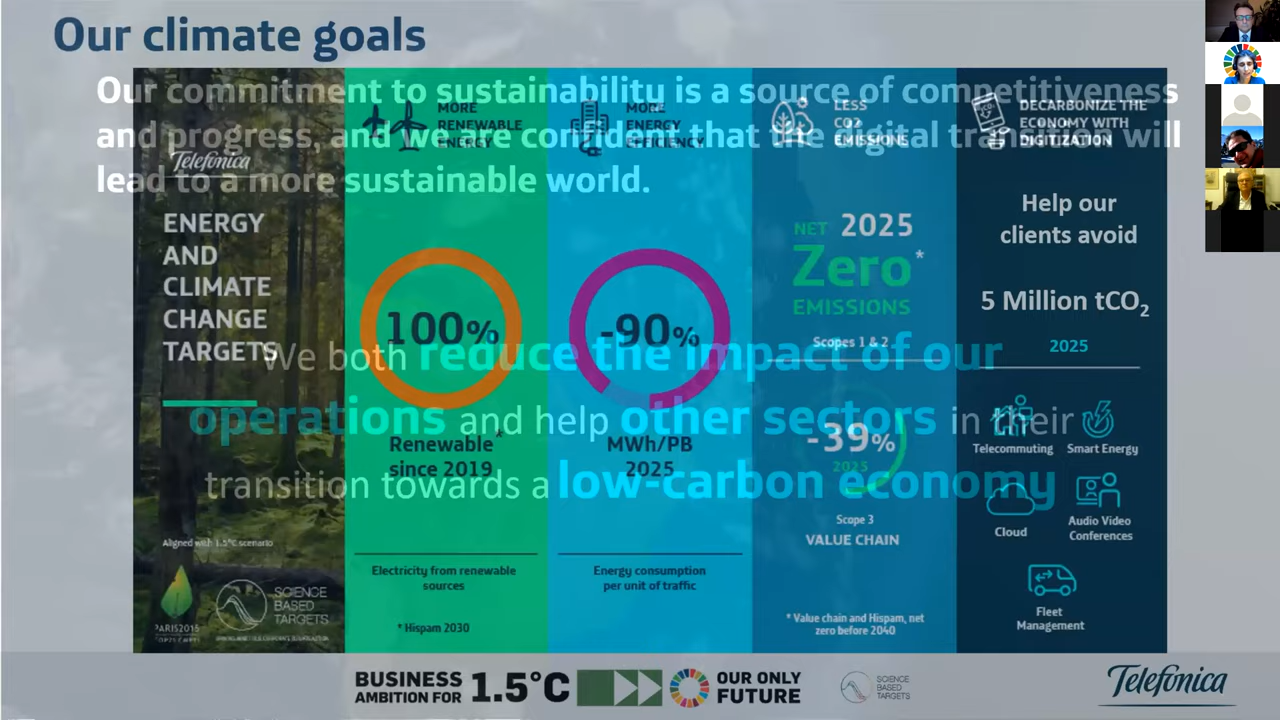 Our climate goals
Our commitment to sustainability is a source of competitiveness
and progress, and we are confident that the digital transition will
lead to a more sustainable world.
We both reduce the impact of our
operations and help other sectors in their
transition towards a low-carbon economy
Telefónica
ENERGY
AND
CLIMATE
CHANGE
TARGETS
Aligned with 1.5°C scenario
PARIS2015
SCIENCE
BASED
TARGETS
MORE
RENEWABLE
ENERGY
100%
Renewable*
since 2019
Electricity from renewable
sources
* Hispam 2030
MORE
ENERGY
EFFICIENCY
-90%
MWh/PB
2025
Energy consumption
per unit of traffic
LESS
CO2
EMISSIONS
NET 2025
Zero*
EMISSIONS
Scopes 1 & 2
-39%
2025
Scope 3
VALUE CHAIN
* Value chain and Hispam, net
zero before 2040
DECARBONIZE THE
ECONOMY WITH
DIGITIZATION
Help our
clients avoid
5 Million tCO₂
2025
Telecommuting
Smart Energy
Cloud
Audio Video
Conferences
Fleet
Management
BUSINESS
AMBITION FOR 1.5°C
OUR ONLY
FUTURE
SCIENCE
BASED
TARGETS
Telefónica